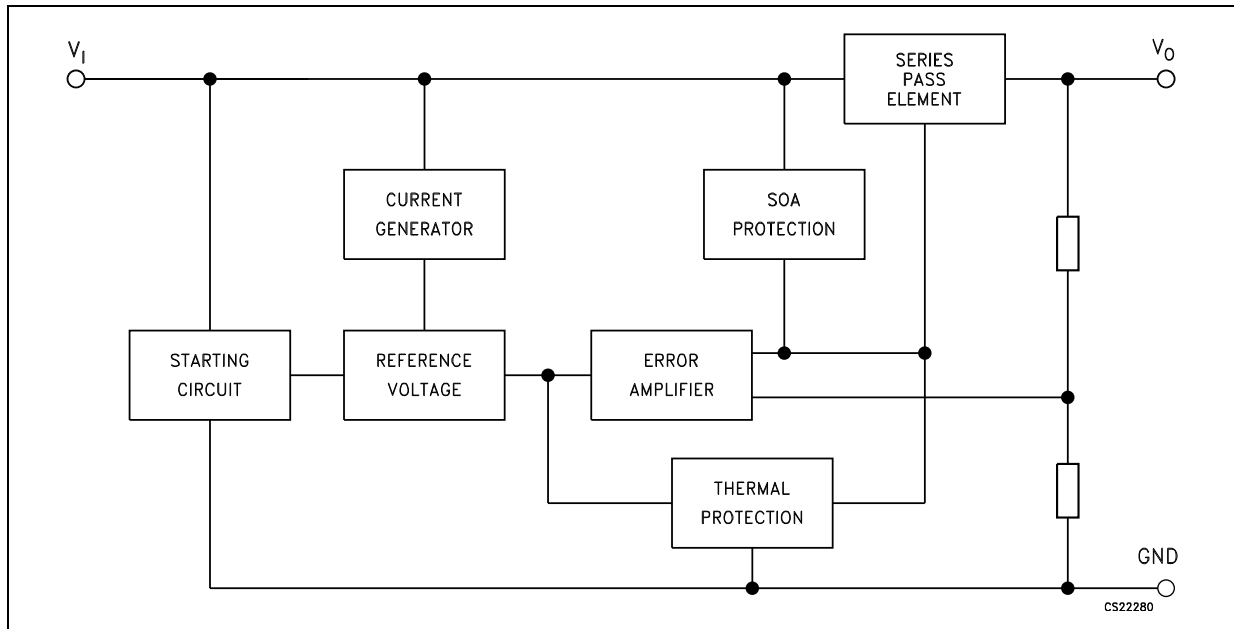 V_I
SERIES
PASS
ELEMENT
V_O
CURRENT
GENERATOR
SOA
PROTECTION
STARTING
CIRCUIT
REFERENCE
VOLTAGE
ERROR
AMPLIFIER
THERMAL
PROTECTION
GND
CS22280